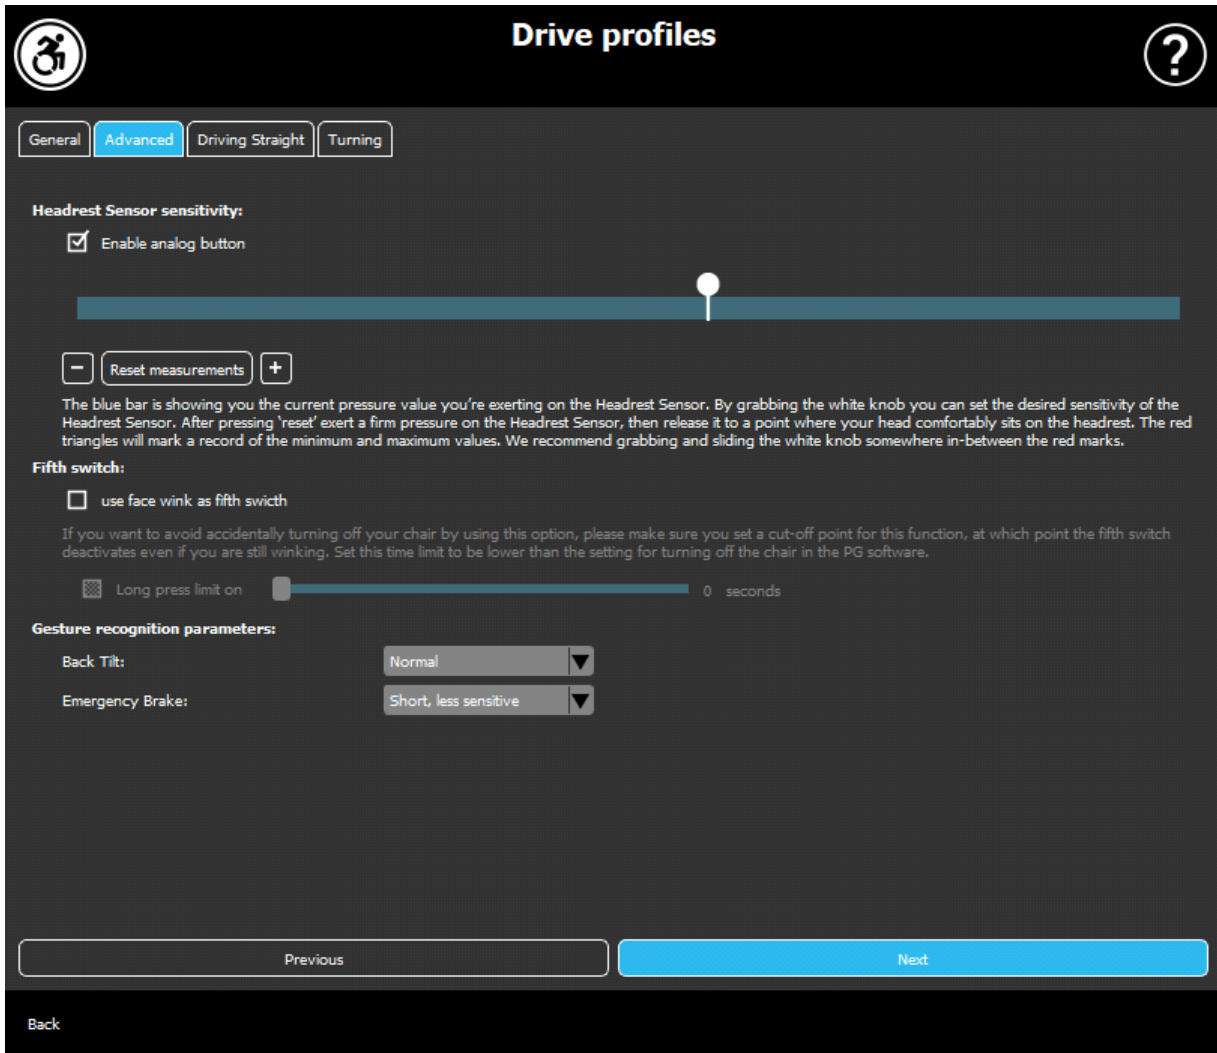 Drive profiles
?
General
Advanced
Driving Straight
Turning
Headrest Sensor sensitivity:
Enable analog button
−
Reset measurements
+
The blue bar is showing you the current pressure value you’re exerting on the Headrest Sensor. By grabbing the white knob you can set the desired sensitivity of the
Headrest Sensor. After pressing ‘reset’ exert a firm pressure on the Headrest Sensor, then release it to a point where your head comfortably sits on the headrest. The red
triangles will mark a record of the minimum and maximum values. We recommend grabbing and sliding the white knob somewhere in-between the red marks.
Fifth switch:
use face wink as fifth swicth
If you want to avoid accidentally turning off your chair by using this option, please make sure you set a cut-off point for this function, at which point the fifth switch
deactivates even if you are still winking. Set this time limit to be lower than the setting for turning off the chair in the PG software.
Long press limit on
0 seconds
Gesture recognition parameters:
Back Tilt:
Normal
Emergency Brake:
Short, less sensitive
Previous
Next
Back